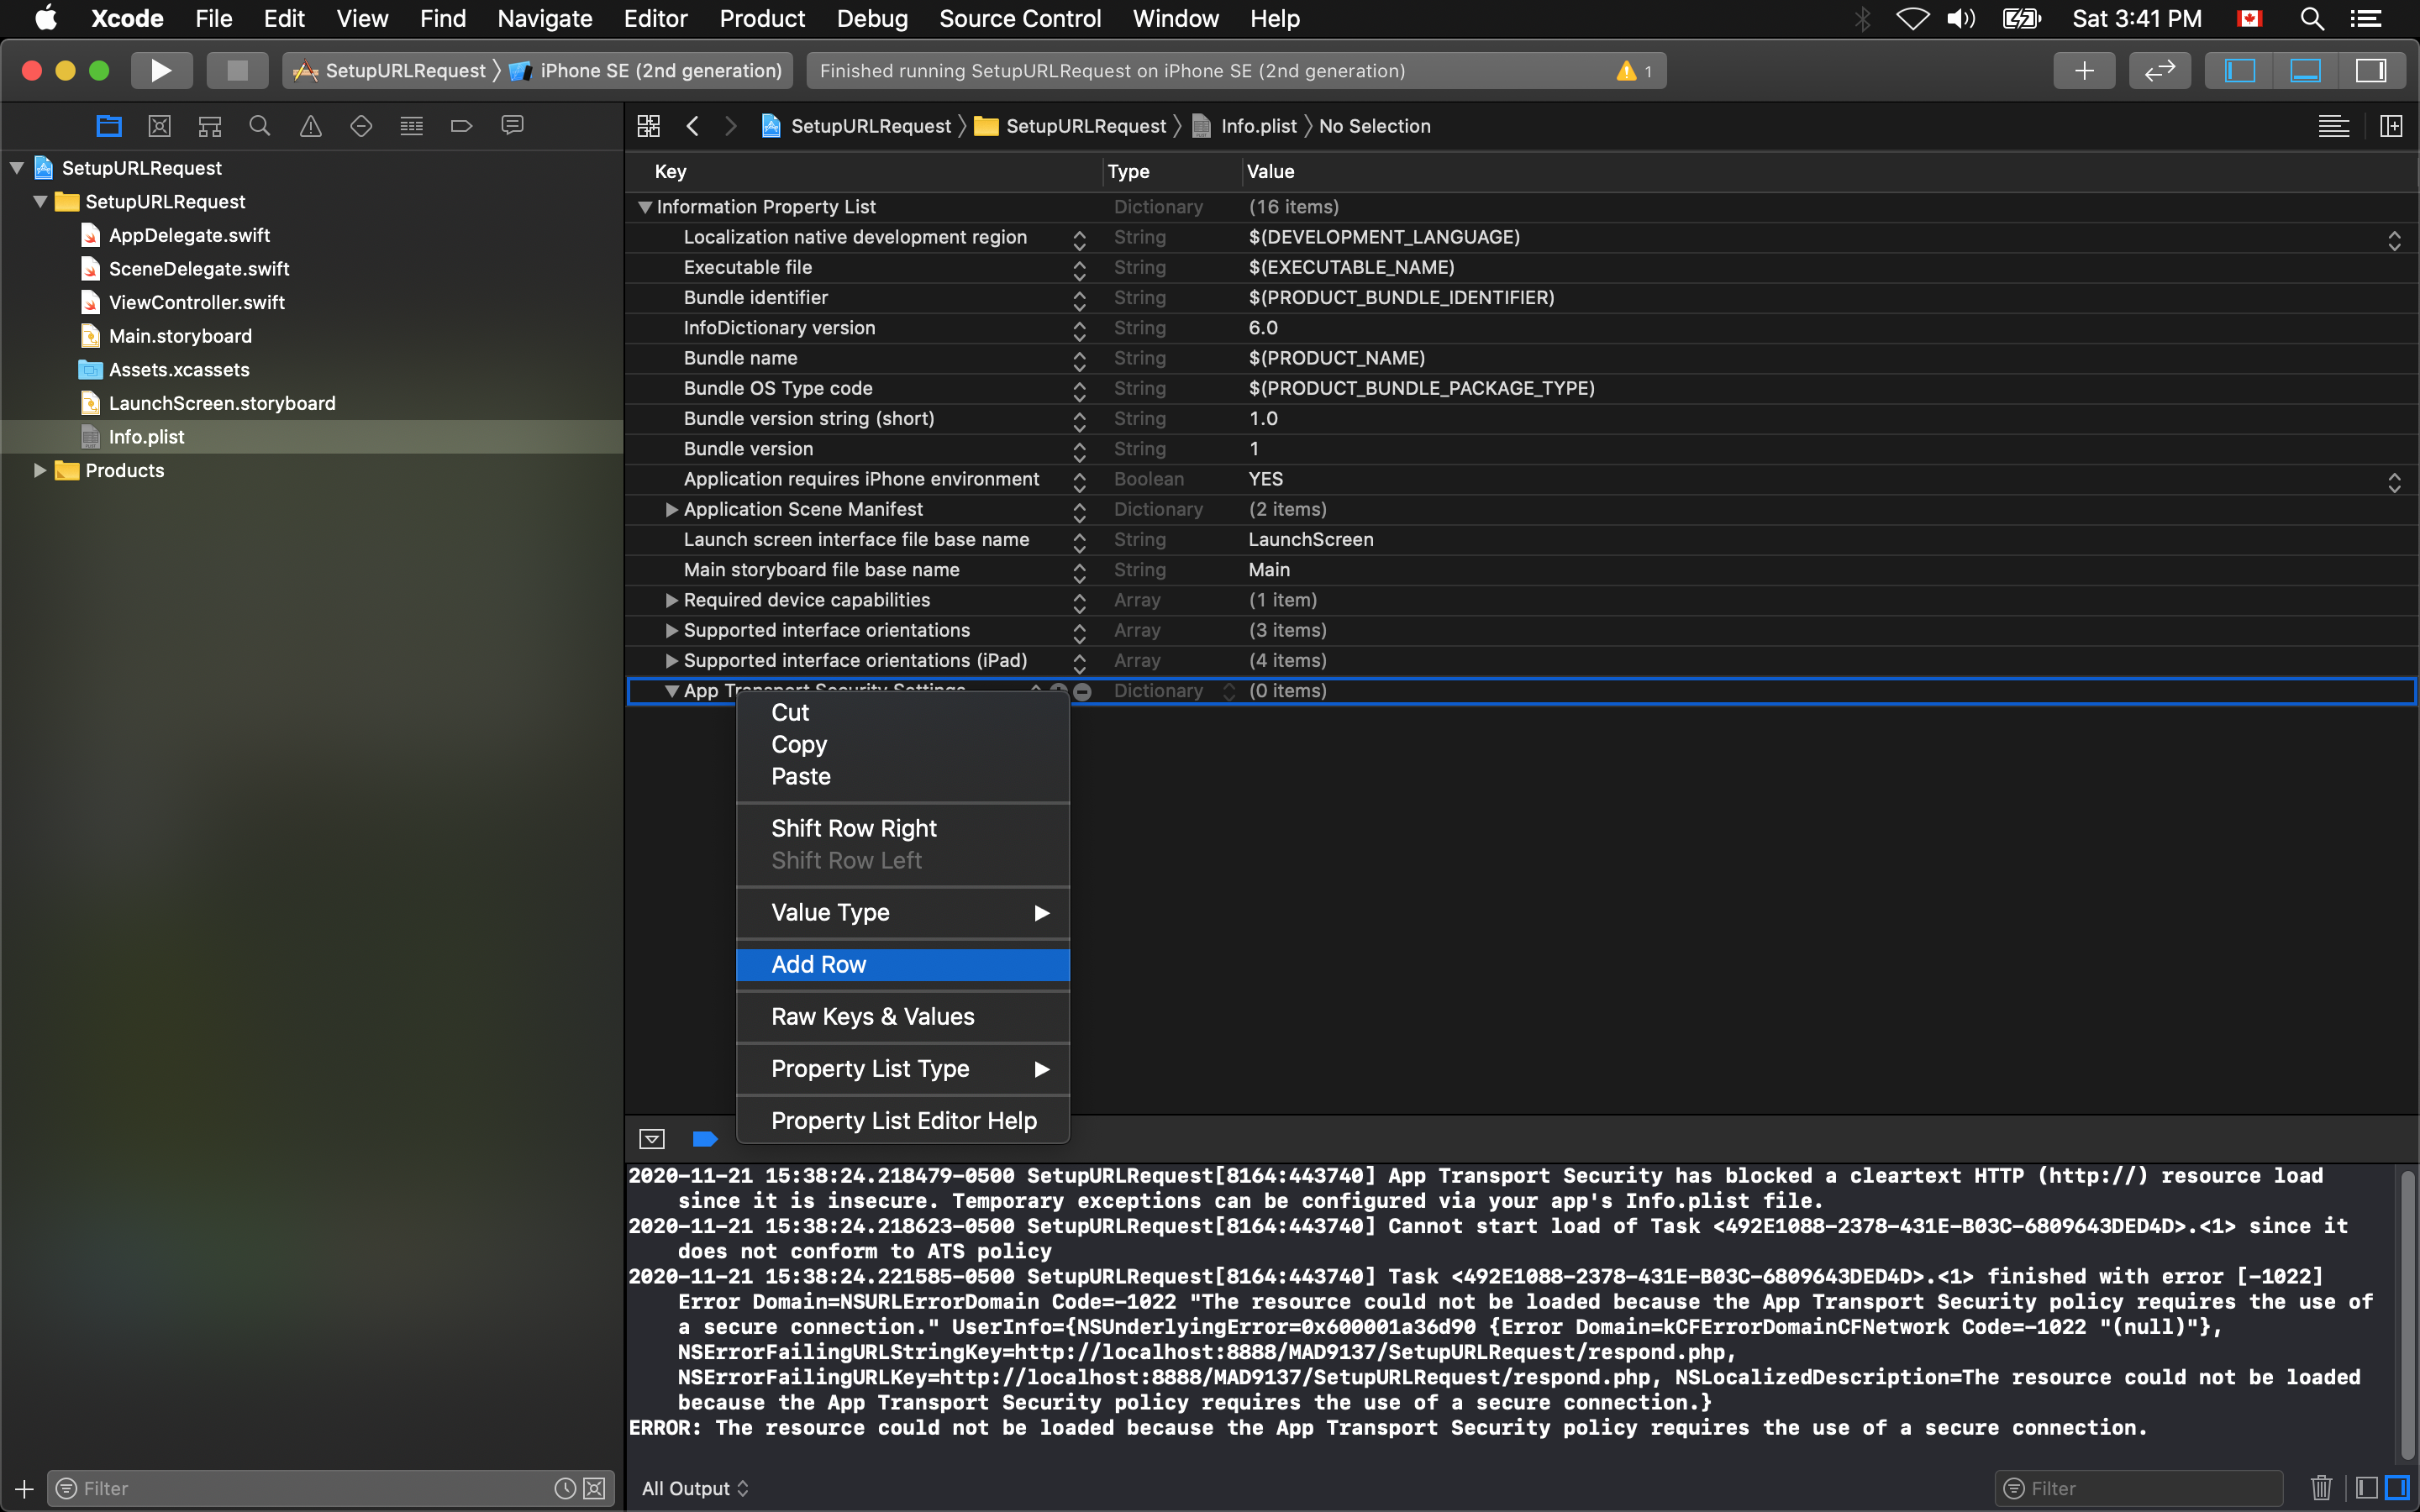 Xcode File Edit View Find Navigate Editor Product Debug Source Control Window Help Sat 3:41 PM
SetupURLRequest iPhone SE (2nd generation) Finished running SetupURLRequest on iPhone SE (2nd generation) 1
SetupURLRequest SetupURLRequest Info.plist No Selection
SetupURLRequest
SetupURLRequest
AppDelegate.swift
SceneDelegate.swift
ViewController.swift
Main.storyboard
Assets.xcassets
LaunchScreen.storyboard
Info.plist
Products
Key Type Value
Information Property List Dictionary (16 items)
Localization native development region String $(DEVELOPMENT_LANGUAGE)
Executable file String $(EXECUTABLE_NAME)
Bundle identifier String $(PRODUCT_BUNDLE_IDENTIFIER)
InfoDictionary version String 6.0
Bundle name String $(PRODUCT_NAME)
Bundle OS Type code String $(PRODUCT_BUNDLE_PACKAGE_TYPE)
Bundle version string (short) String 1.0
Bundle version String 1
Application requires iPhone environment Boolean YES
Application Scene Manifest Dictionary (2 items)
Launch screen interface file base name String LaunchScreen
Main storyboard file base name String Main
Required device capabilities Array (1 item)
Supported interface orientations Array (3 items)
Supported interface orientations (iPad) Array (4 items)
App Transport Security Settings Dictionary (0 items)
Cut
Copy
Paste
Shift Row Right
Shift Row Left
Value Type
Add Row
Raw Keys & Values
Property List Type
Property List Editor Help
2020-11-21 15:38:24.218479-0500 SetupURLRequest[8164:443740] App Transport Security has blocked a cleartext HTTP (http://) resource load
since it is insecure. Temporary exceptions can be configured via your app's Info.plist file.
2020-11-21 15:38:24.218623-0500 SetupURLRequest[8164:443740] Cannot start load of Task <492E1088-2378-431E-B03C-6809643DED4D>.<1> since it
does not conform to ATS policy
2020-11-21 15:38:24.221585-0500 SetupURLRequest[8164:443740] Task <492E1088-2378-431E-B03C-6809643DED4D>.<1> finished with error [-1022]
Error Domain=NSURLErrorDomain Code=-1022 "The resource could not be loaded because the App Transport Security policy requires the use of
a secure connection." UserInfo={NSUnderlyingError=0x600001a36d90 {Error Domain=kCFErrorDomainCFNetwork Code=-1022 "(null)"},
NSErrorFailingURLStringKey=http://localhost:8888/MAD9137/SetupURLRequest/respond.php,
NSErrorFailingURLKey=http://localhost:8888/MAD9137/SetupURLRequest/respond.php, NSLocalizedDescription=The resource could not be loaded
because the App Transport Security policy requires the use of a secure connection.}
ERROR: The resource could not be loaded because the App Transport Security policy requires the use of a secure connection.
Filter All Output Filter